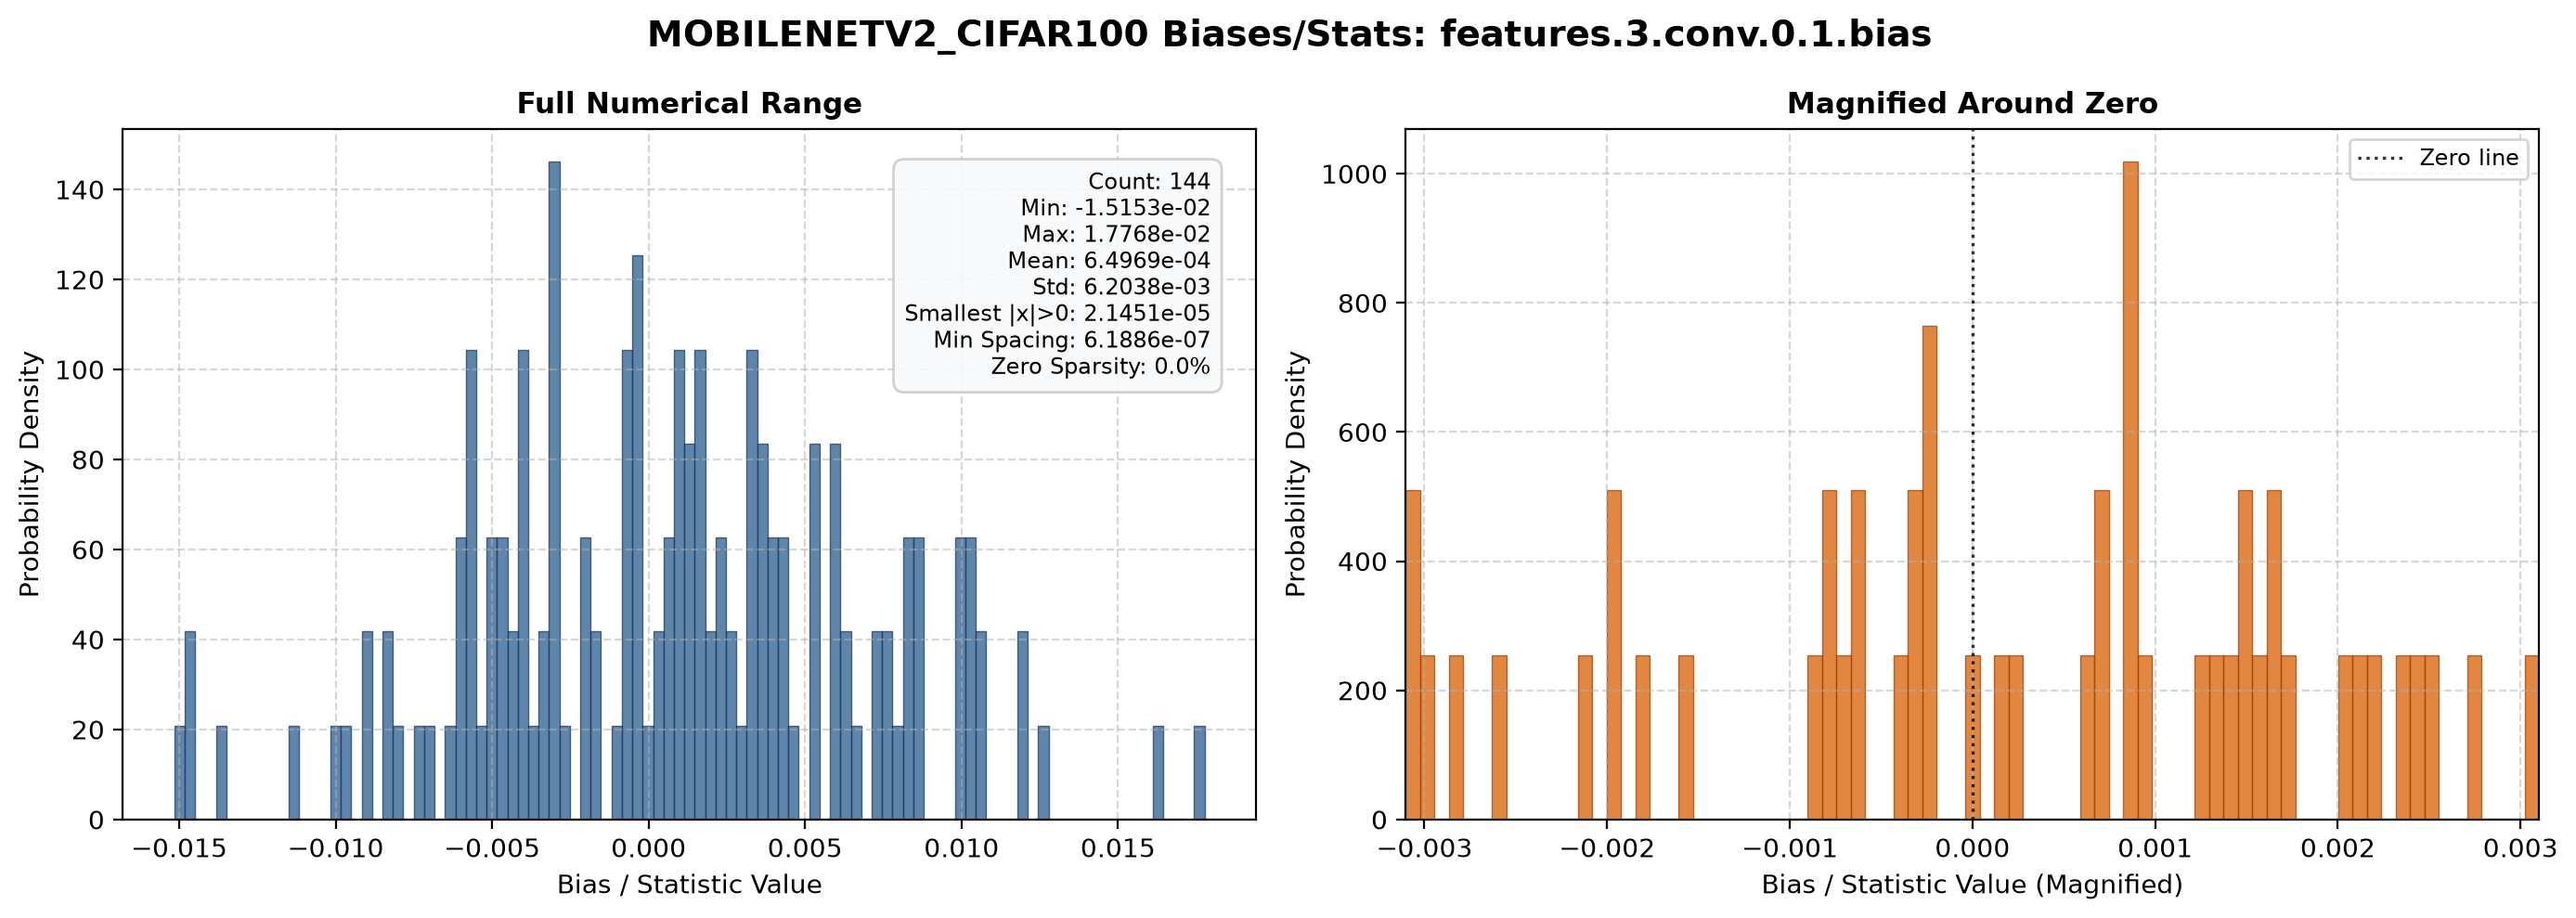 MOBILENETV2_CIFAR100 Biases/Stats: features.3.conv.0.1.bias
Full Numerical Range
Probability Density
140
120
100
80
60
40
20
0
Count: 144
Min: -1.5153e-02
Max: 1.7768e-02
Mean: 6.4969e-04
Std: 6.2038e-03
Smallest |x|>0: 2.1451e-05
Min Spacing: 6.1886e-07
Zero Sparsity: 0.0%
−0.015 −0.010 −0.005 0.000 0.005 0.010 0.015
Bias / Statistic Value
Magnified Around Zero
Probability Density
1000
800
600
400
200
0
Zero line
−0.003 −0.002 −0.001 0.000 0.001 0.002 0.003
Bias / Statistic Value (Magnified)